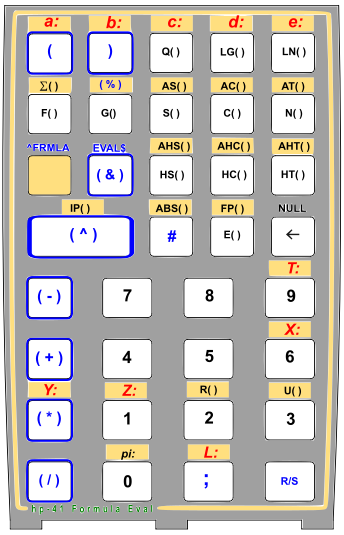 a: b: c: d: e:
( ) Q( ) LG( ) LN( )
Σ( ) ( % ) AS( ) AC( ) AT( )
F( ) G() S( ) C( ) N( )
^FRMLA EVAL$ AHS( ) AHC( ) AHT( )
( & ) HS( ) HC( ) HT( )
IP( ) ABS( ) FP( ) NULL
( ^ ) # E( ) ←
T:
( - ) 7 8 9
X:
( + ) 4 5 6
Y: Z: R( ) U( )
( * ) 1 2 3
pi: L:
( / ) 0 ; R/S
hp-41 Formula Eval